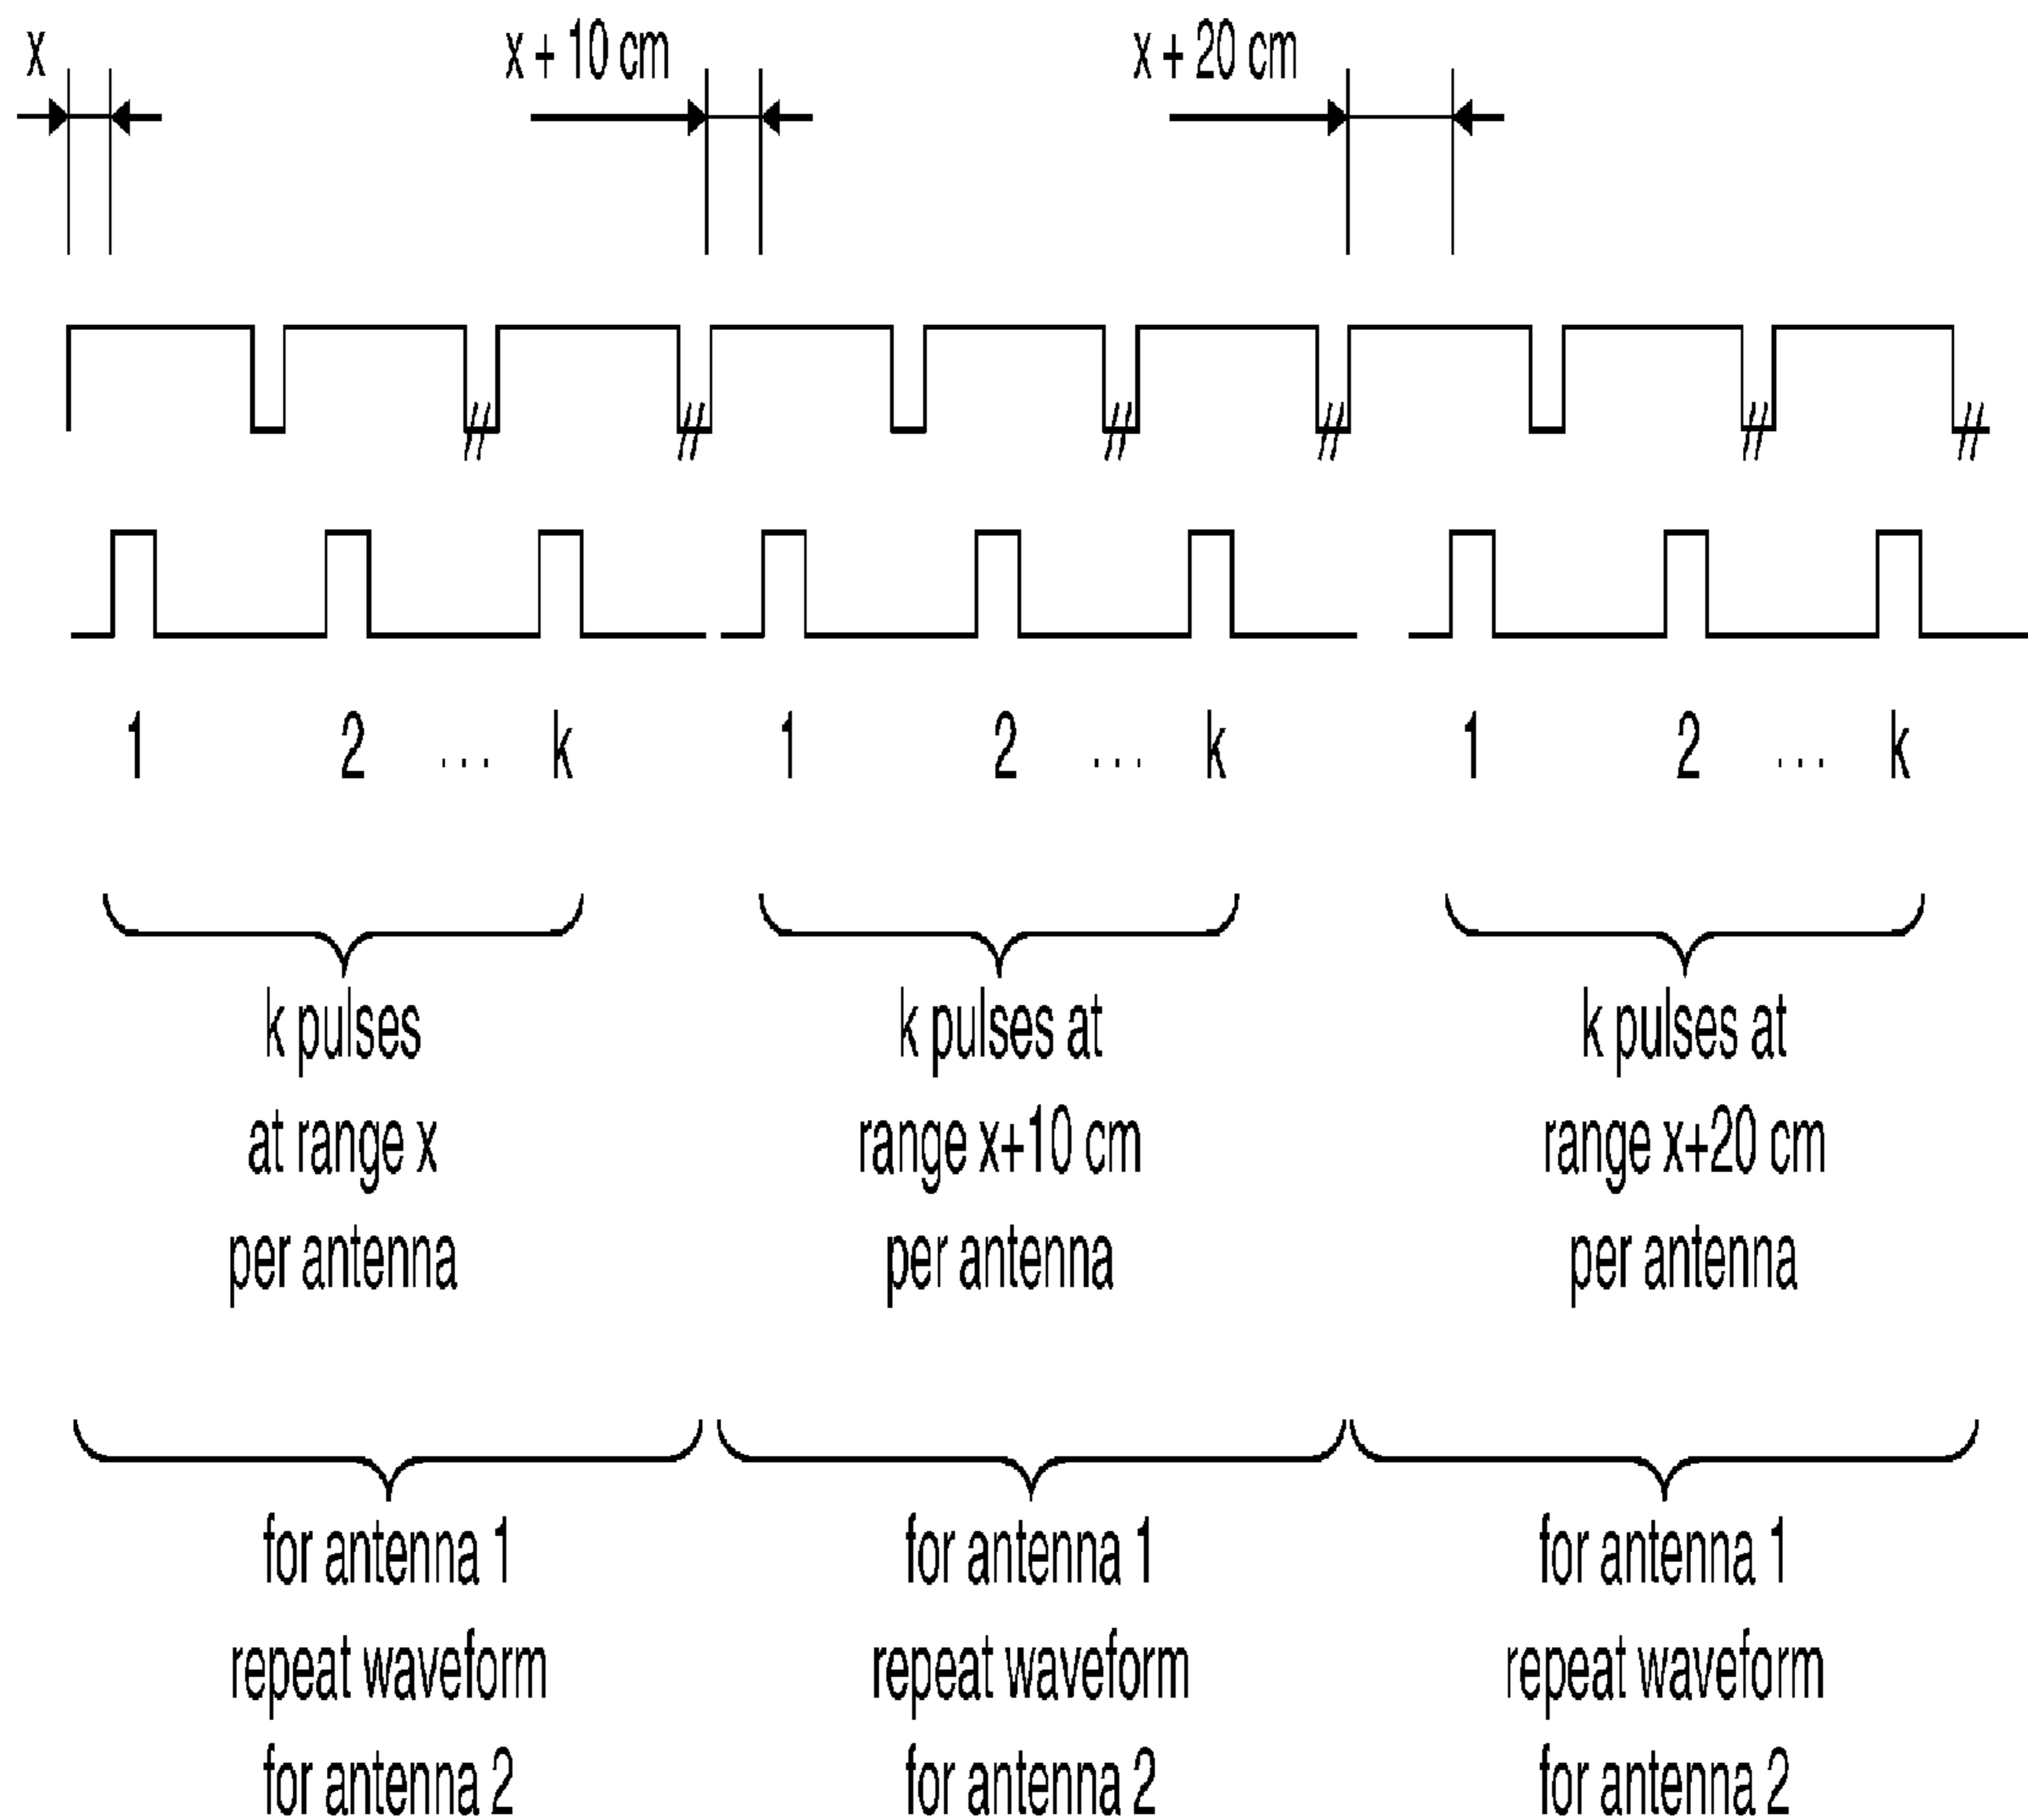 x x + 10 cm x + 20 cm
1 2 ... k 1 2 ... k 1 2 ... k
k pulses
at range x
per antenna
k pulses at
range x+10 cm
per antenna
k pulses at
range x+20 cm
per antenna
for antenna 1
repeat waveform
for antenna 2
for antenna 1
repeat waveform
for antenna 2
for antenna 1
repeat waveform
for antenna 2